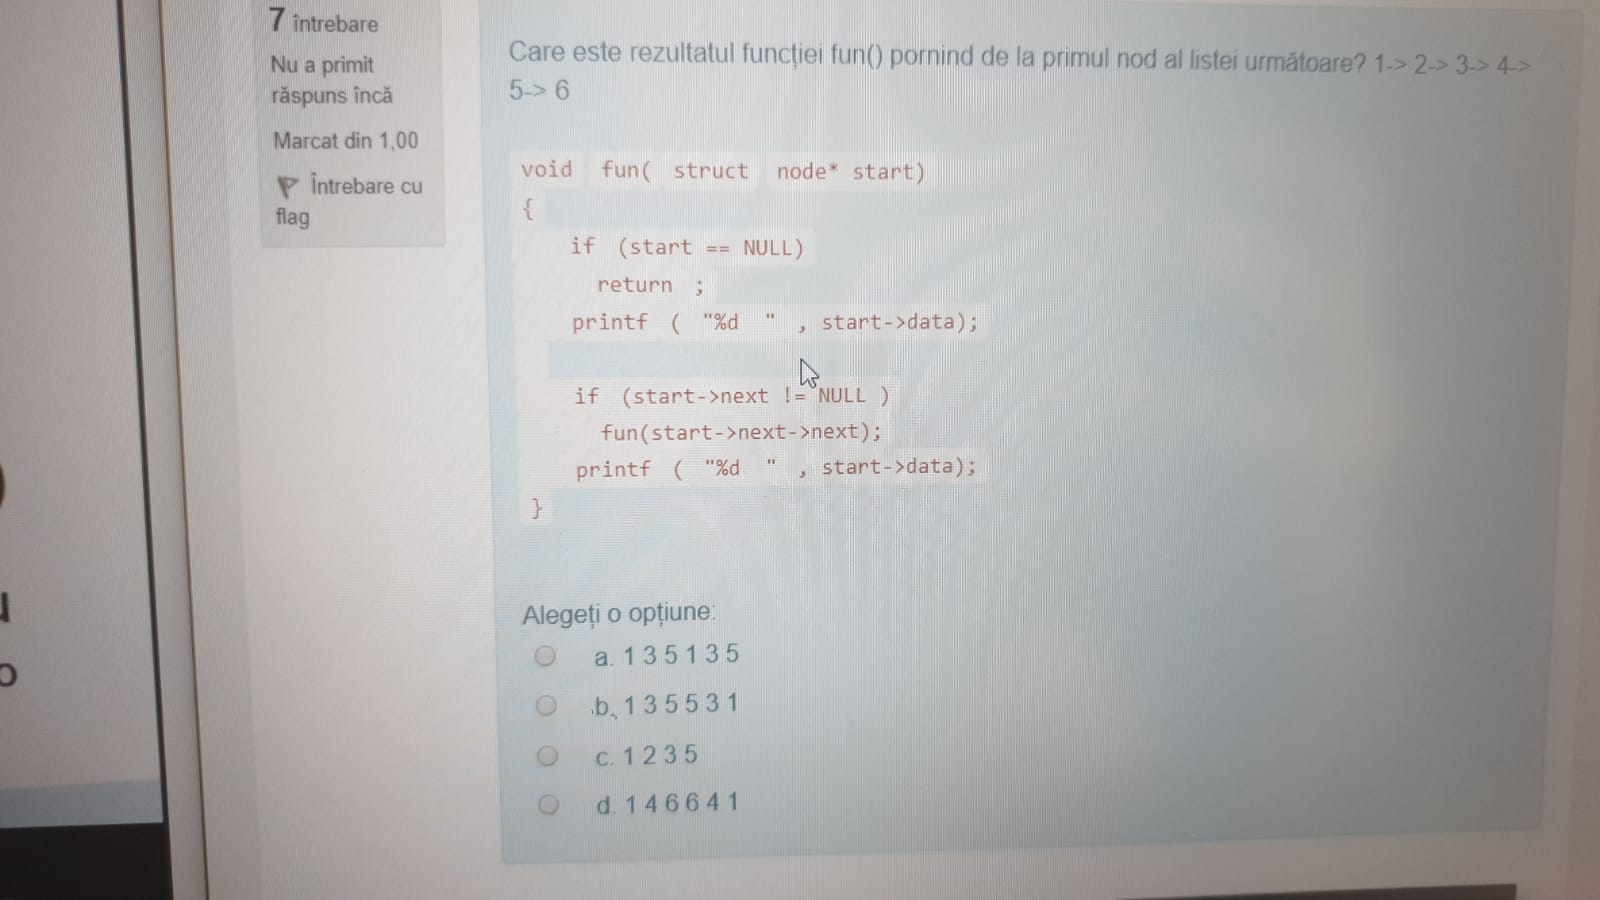 7 întrebare
Nu a primit
răspuns încă
Marcat din 1,00
Întrebare cu
flag
Care este rezultatul funcției fun() pornind de la primul nod al listei următoare? 1-> 2-> 3-> 4->
5-> 6
void fun( struct node* start)
{
if (start == NULL)
return ;
printf ( "%d " , start->data);
if (start->next != NULL )
fun(start->next->next);
printf ( "%d " , start->data);
}
Alegeți o opțiune:
a. 1 3 5 1 3 5
b. 1 3 5 5 3 1
c. 1 2 3 5
d. 1 4 6 6 4 1